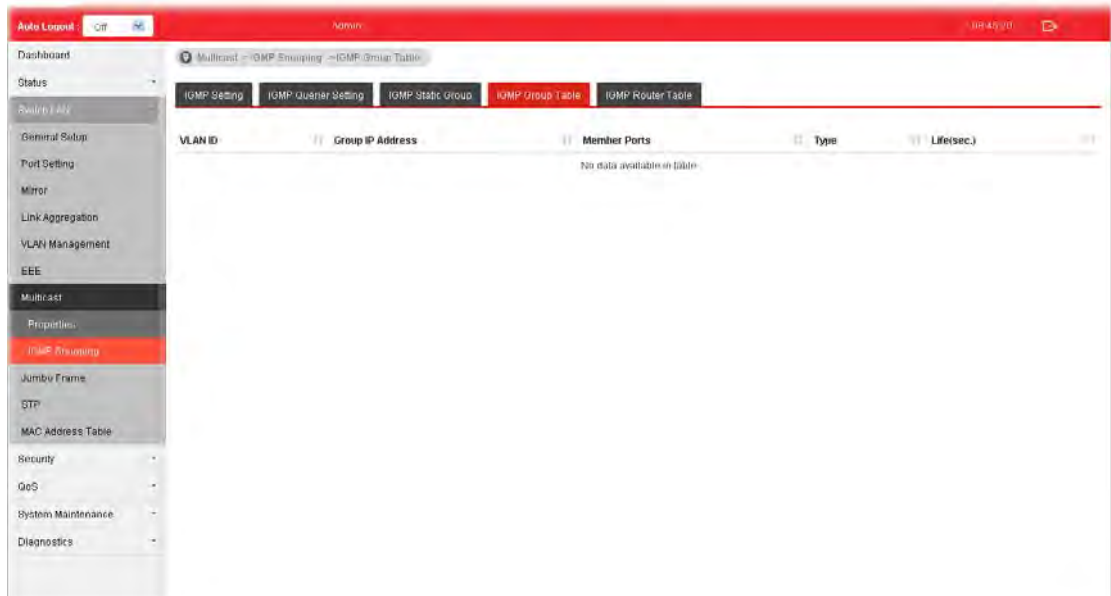 Auto Logout : Off
Admin
Dashboard
Multicast >> IGMP Snooping >> IGMP Group Table
Status
IGMP Setting IGMP Querier Setting IGMP Static Group IGMP Group Table IGMP Router Table
Switch LAN
General Setup
VLAN ID Group IP Address Member Ports Type Life(sec.)
Port Setting
No data available in table
Mirror
Link Aggregation
VLAN Management
EEE
Multicast
Properties
IGMP Snooping
Jumbo Frame
STP
MAC Address Table
Security
QoS
System Maintenance
Diagnostics